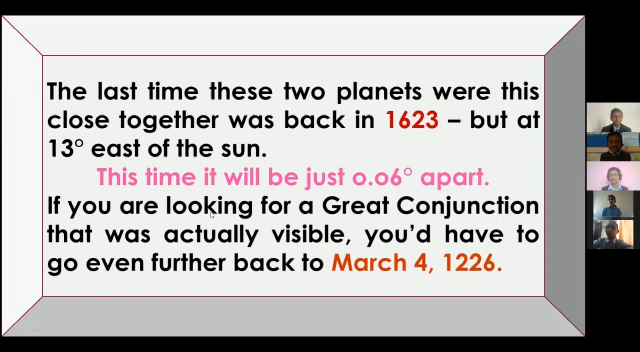 The last time these two planets were this
close together was back in 1623 – but at
13° east of the sun.
This time it will be just o.o6° apart.
If you are looking for a Great Conjunction
that was actually visible, you'd have to
go even further back to March 4, 1226.